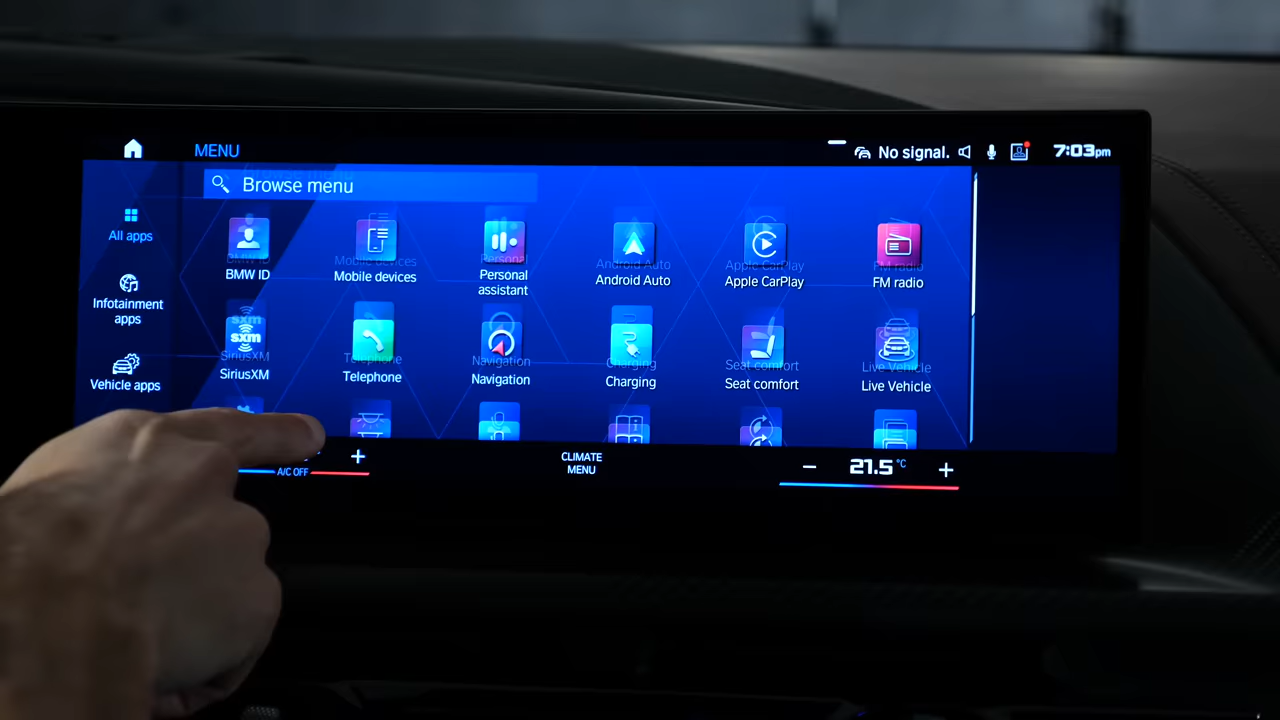 MENU
No signal.
7:03pm
Browse menu
All apps
Infotainment
apps
Vehicle apps
BMW ID
Mobile devices
Personal
assistant
Android Auto
Apple CarPlay
FM radio
sxm
SiriusXM
Telephone
Navigation
Charging
Seat comfort
Live Vehicle
A/C OFF
+
CLIMATE
MENU
− 21.5 °C +